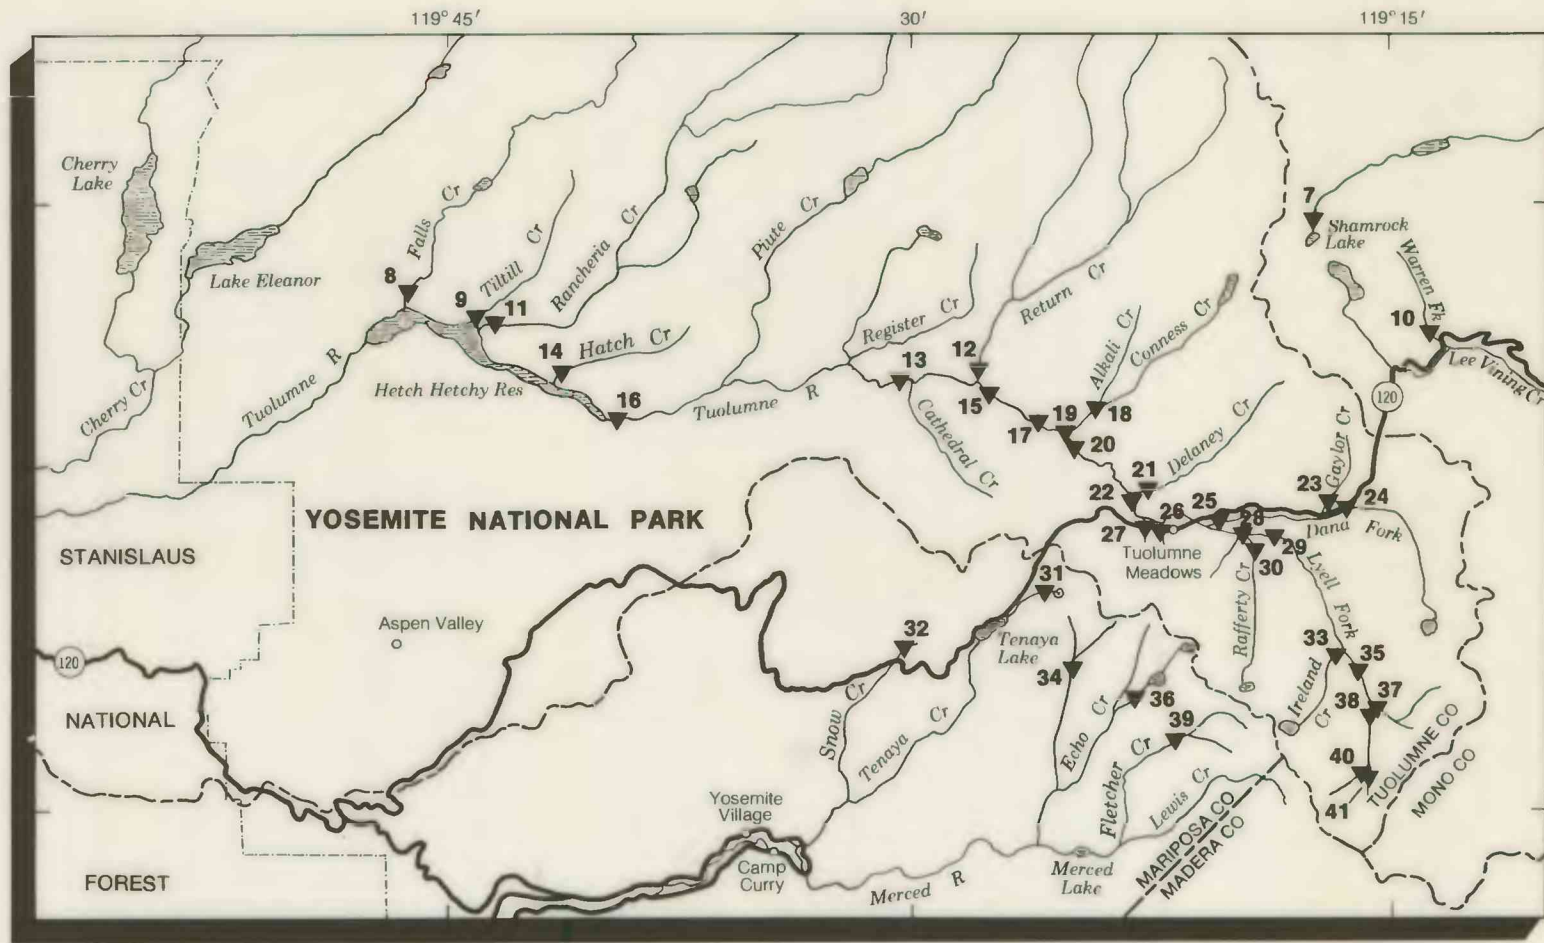 119° 45′
30′
119° 15′
Cherry
Lake
Lake Eleanor
Falls Cr
Tiltill Cr
Rancheria Cr
Piute Cr
Register Cr
Return Cr
Alkali Cr
Conness Cr
7
Shamrock
Lake
Warren Fk
8
9
11
10
Lee Vining Cr
14
Hatch Cr
Hetch Hetchy Res
16
Tuolumne R
Tuolumne R
Cherry Cr
13
12
15
Cathedral Cr
17
19
18
20
120
21
Delaney Cr
22
Gaylor Cr
23
24
25
26
27
28
29
30
Dana Fork
Tuolumne
Meadows
Lyell Fork
Rafferty Cr
YOSEMITE NATIONAL PARK
STANISLAUS
NATIONAL
FOREST
120
Aspen Valley
31
32
Tenaya
Lake
33
34
35
36
37
38
39
40
41
Ireland Cr
Snow Cr
Tenaya Cr
Echo Cr
Fletcher Cr
Lewis Cr
TUOLUMNE CO
MONO CO
MARIPOSA CO
MADERA CO
Yosemite
Village
Camp
Curry
Merced R
Merced
Lake